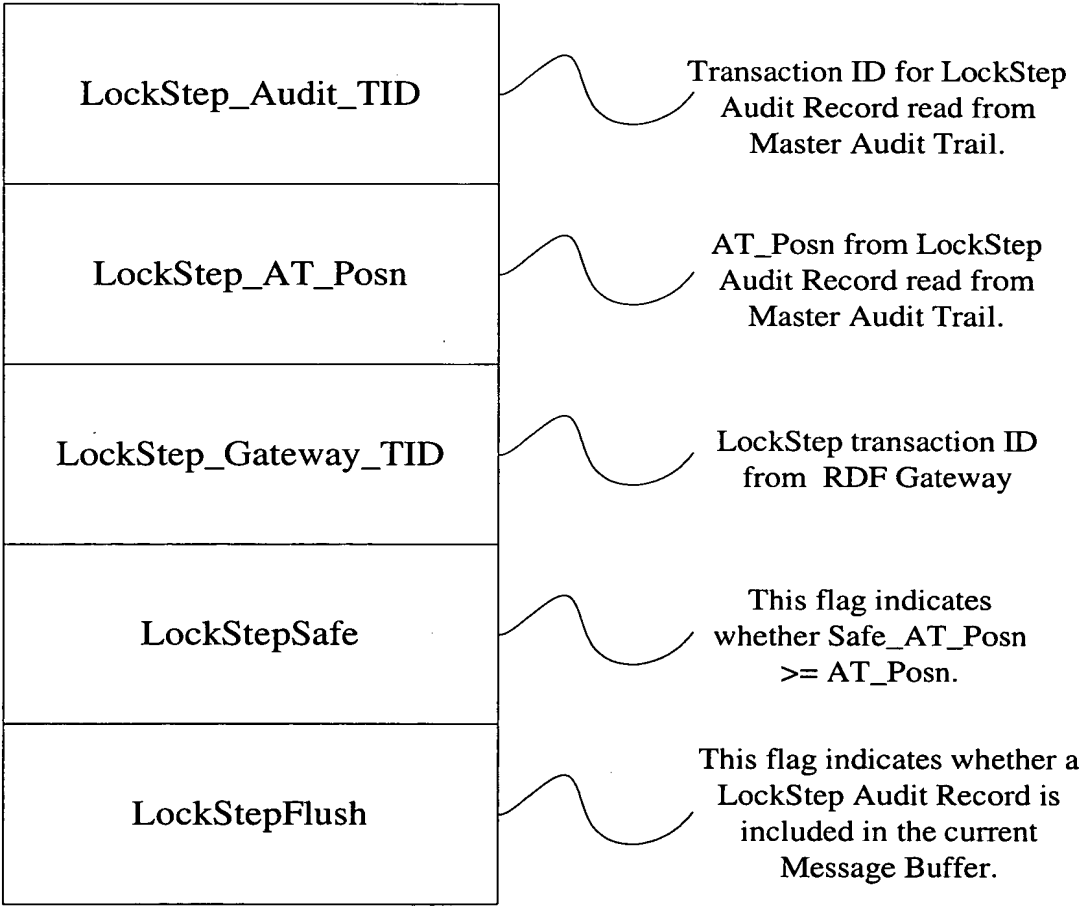 LockStep_Audit_TID
Transaction ID for LockStep
Audit Record read from
Master Audit Trail.
LockStep_AT_Posn
AT_Posn from LockStep
Audit Record read from
Master Audit Trail.
LockStep_Gateway_TID
LockStep transaction ID
from RDF Gateway
LockStepSafe
This flag indicates
whether Safe_AT_Posn
>= AT_Posn.
LockStepFlush
This flag indicates whether a
LockStep Audit Record is
included in the current
Message Buffer.